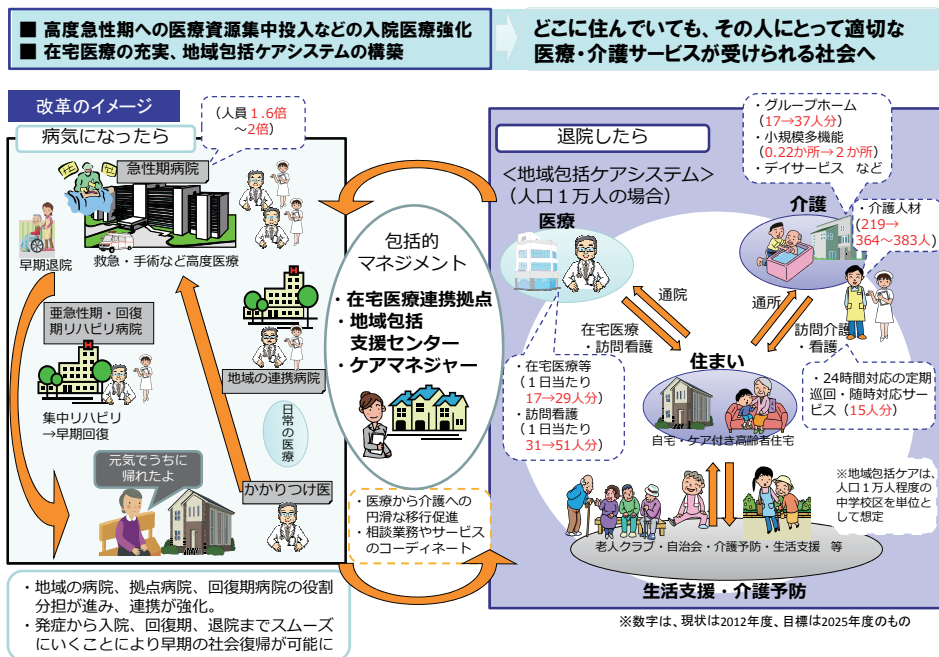 ■ 高度急性期への医療資源集中投入などの入院医療強化
■ 在宅医療の充実、地域包括ケアシステムの構築
どこに住んでいても、その人にとって適切な
医療・介護サービスが受けられる社会へ
改革のイメージ
病気になったら
(人員1.6倍
～2倍)
急性期病院
早期退院
救急・手術など高度医療
亜急性期・回復
期リハビリ病院
地域の連携病院
集中リハビリ
→早期回復
日常の医療
元気でうちに
帰れたよ
かかりつけ医
・地域の病院、拠点病院、回復期病院の役割
分担が進み、連携が強化。
・発症から入院、回復期、退院までスムーズ
にいくことにより早期の社会復帰が可能に
包括的
マネジメント
・在宅医療連携拠点
・地域包括
支援センター
・ケアマネジャー
・医療から介護への
円滑な移行促進
・相談業務やサービス
のコーディネート
退院したら
＜地域包括ケアシステム＞
(人口１万人の場合)
・グループホーム
(17→37人分)
・小規模多機能
(0.22か所→２か所)
・デイサービス など
医療
介護
・介護人材
(219→
364～383人)
通院
通所
在宅医療
・訪問看護
訪問介護
・看護
住まい
・在宅医療等
(１日当たり
17→29人分)
・訪問看護
(１日当たり
31→51人分)
・24時間対応の定期
巡回・随時対応サー
ビス(15人分)
自宅・ケア付き高齢者住宅
※地域包括ケアは、
人口１万人程度の
中学校区を単位と
して想定
老人クラブ・自治会・介護予防・生活支援 等
生活支援・介護予防
※数字は、現状は2012年度、目標は2025年度のもの